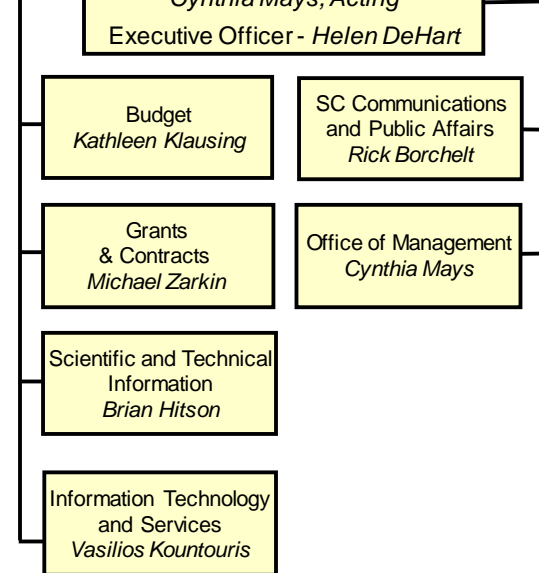 Cynthia Mays, Acting
Executive Officer - Helen DeHart
Budget
Kathleen Klausing
SC Communications
and Public Affairs
Rick Borchelt
Grants
& Contracts
Michael Zarkin
Office of Management
Cynthia Mays
Scientific and Technical
Information
Brian Hitson
Information Technology
and Services
Vasilios Kountouris